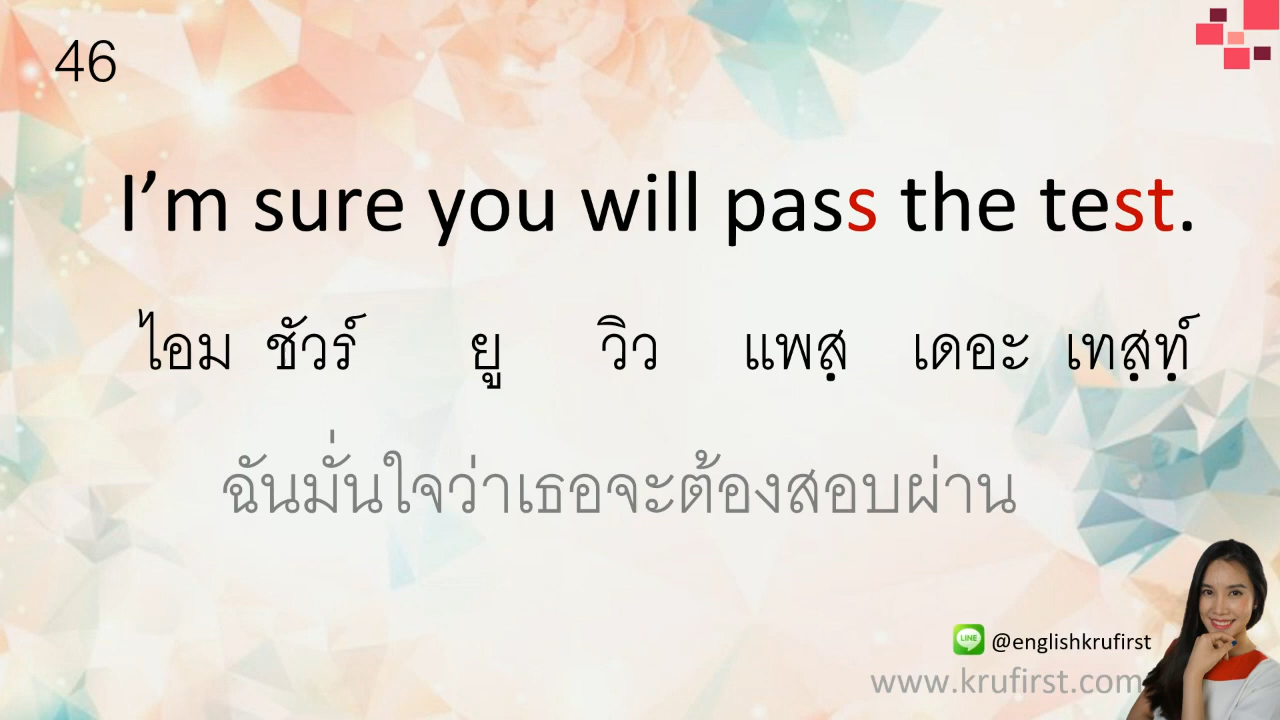 46
I’m sure you will pass the test.
ไอม ชัวร์ ยู วิว แพสฺ เดอะ เทสฺทฺ์
ฉันมั่นใจว่าเธอจะต้องสอบผ่าน
LINE @englishkrufirst
www.krufirst.com